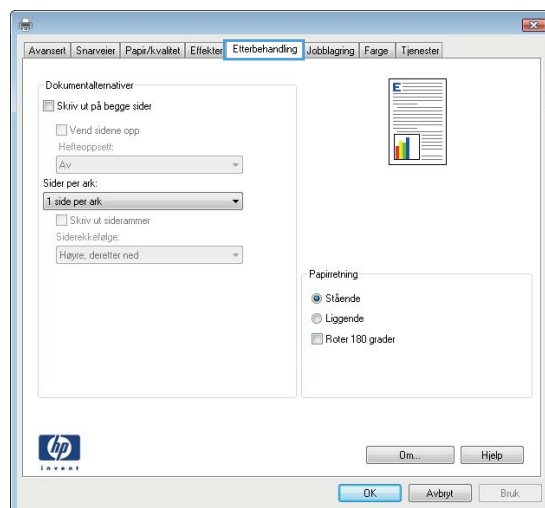 Avansert Snarveier Papir/kvalitet Effekter Etterbehandling Jobblagring Farge Tjenester
Dokumentalternativer
Skriv ut på begge sider
Vend sidene opp
Hefteoppsett:
Av
Sider per ark:
1 side per ark
Skriv ut siderammer
Siderekkefølge:
Høyre, deretter ned
E
Papirretning
Stående
Liggende
Roter 180 grader
hp
invent
Om... Hjelp
OK Avbryt Bruk